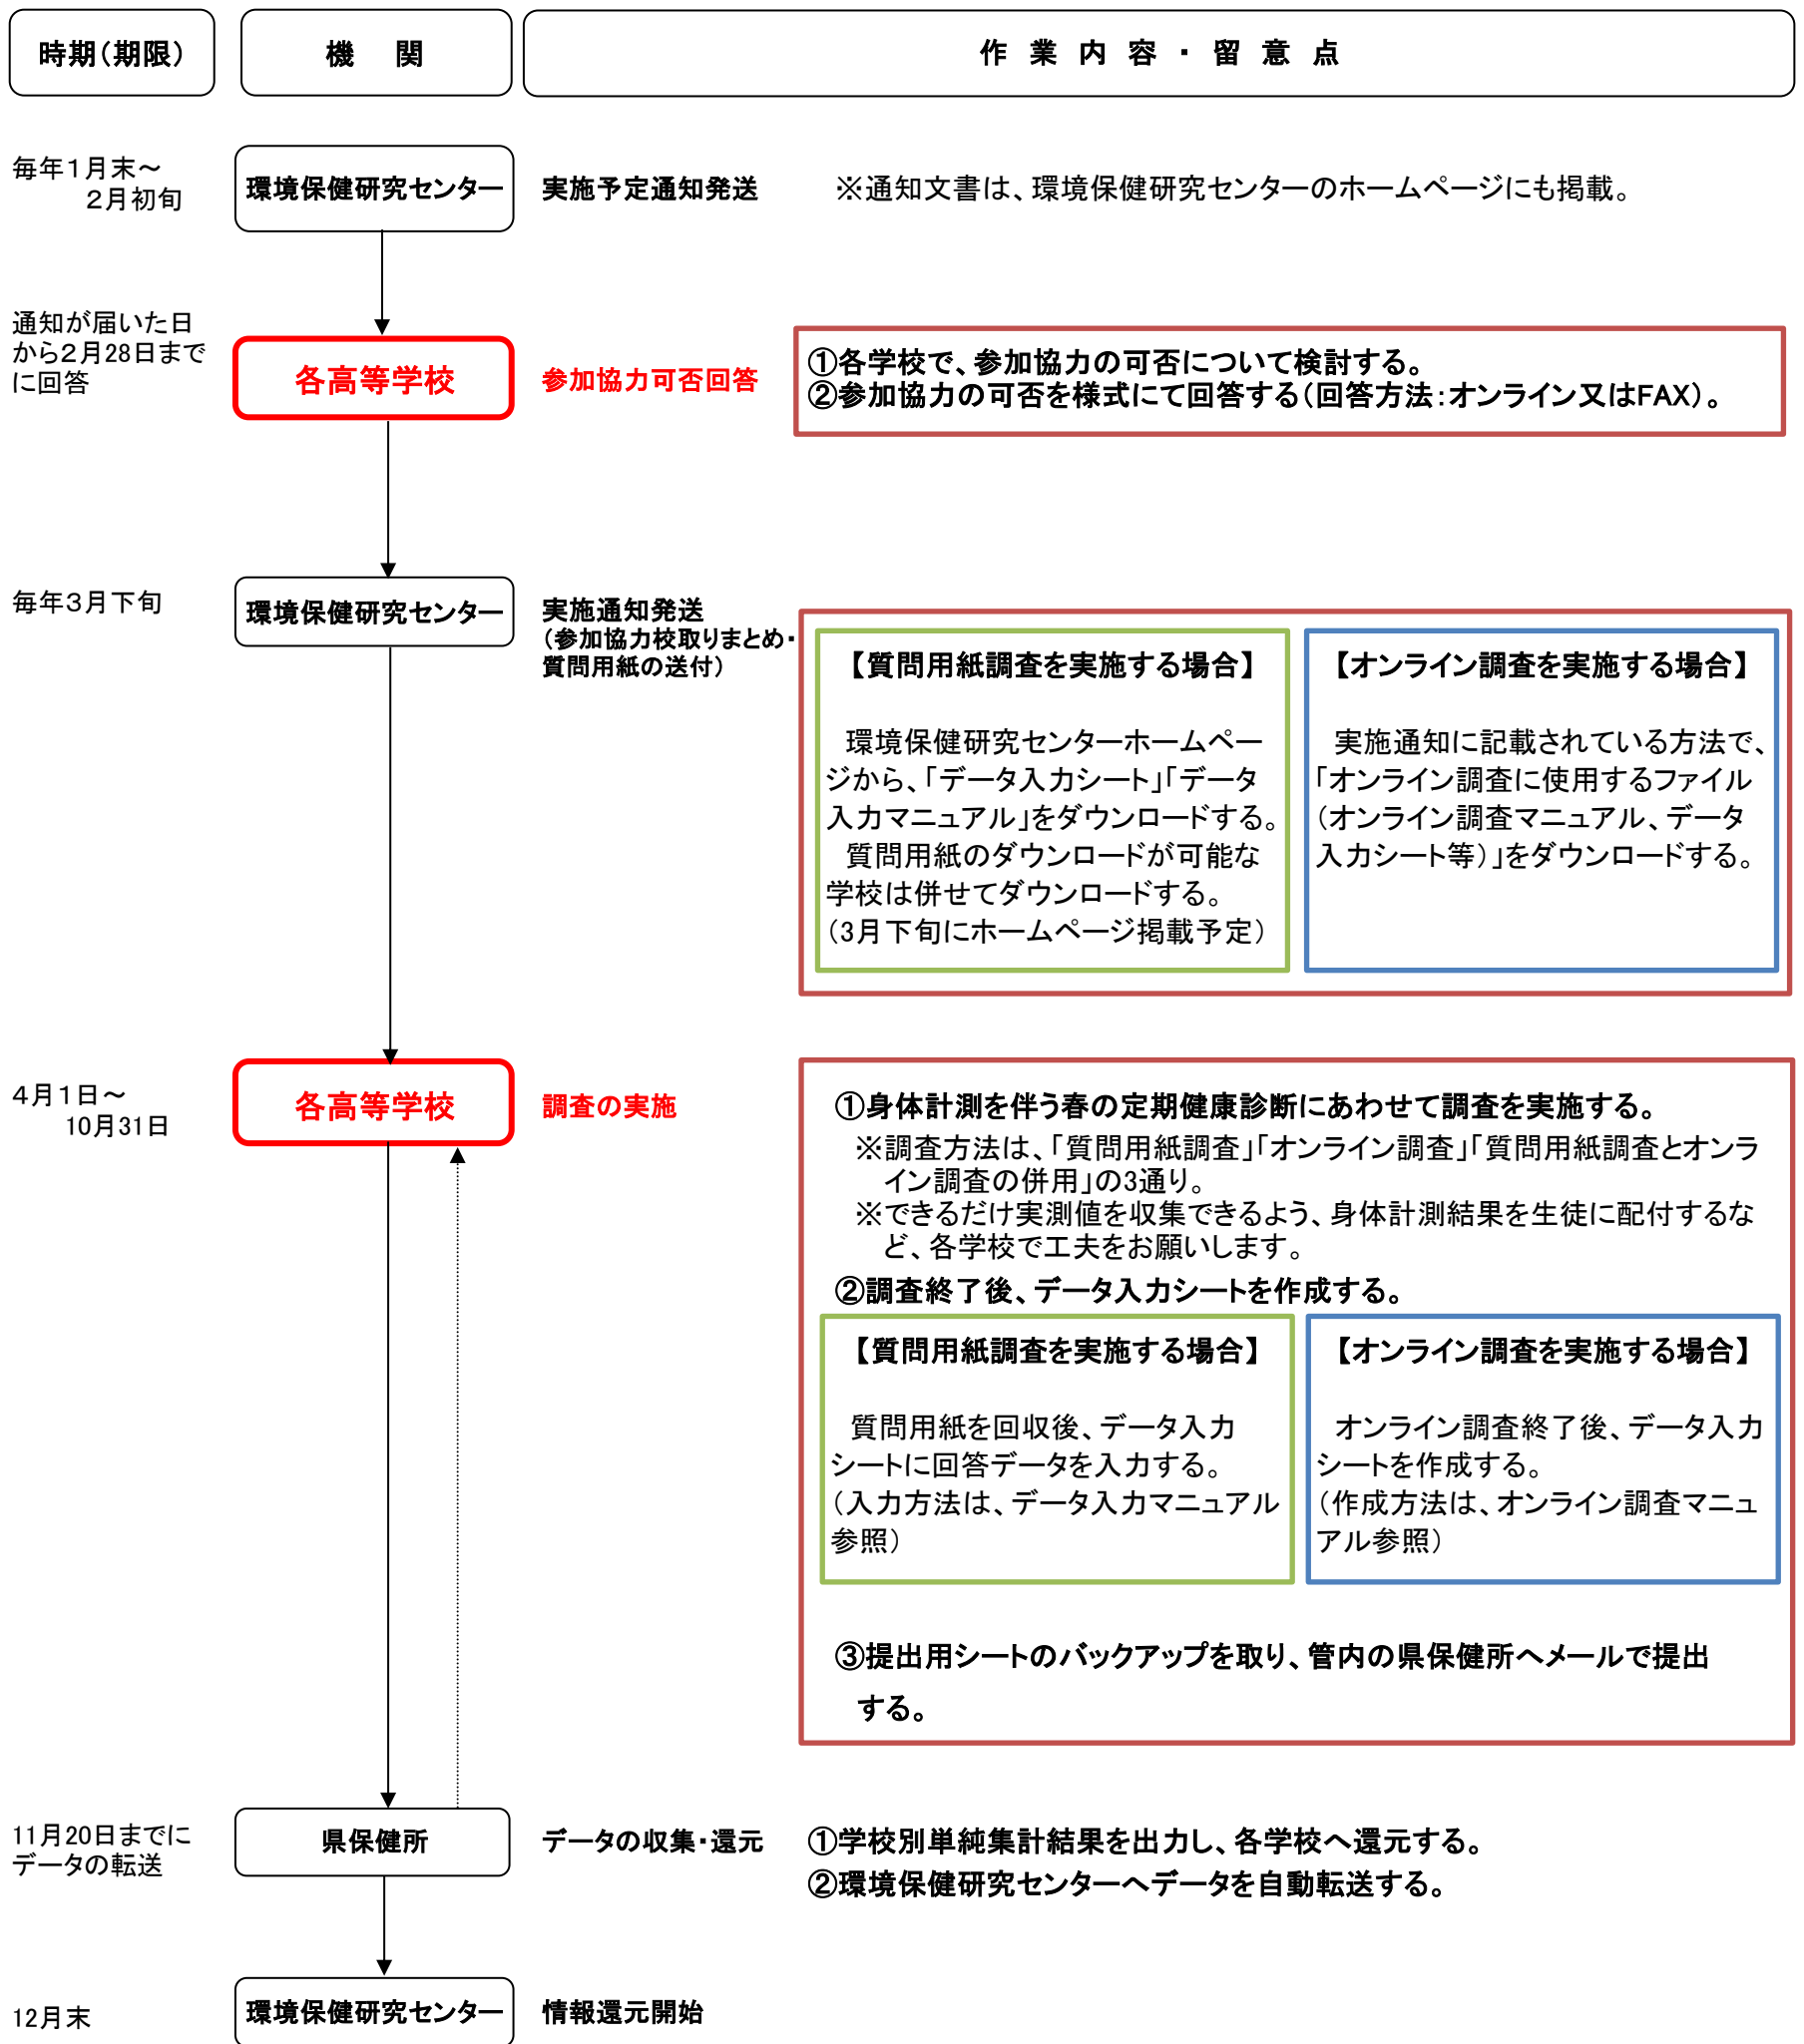 時期(期限)
機　関
作 業 内 容 ・ 留 意 点
毎年１月末～
２月初旬
環境保健研究センター
実施予定通知発送
※通知文書は、環境保健研究センターのホームページにも掲載。
通知が届いた日
から２月28日まで
に回答
各高等学校
参加協力可否回答
①各学校で、参加協力の可否について検討する。
②参加協力の可否を様式にて回答する（回答方法：オンライン又はFAX）。
毎年３月下旬
環境保健研究センター
実施通知発送
（参加協力校取りまとめ・
質問用紙の送付）
【質問用紙調査を実施する場合】
環境保健研究センターホームペー
ジから、「データ入力シート」「データ
入力マニュアル」をダウンロードする。
質問用紙のダウンロードが可能な
学校は併せてダウンロードする。
（3月下旬にホームページ掲載予定）
【オンライン調査を実施する場合】
実施通知に記載されている方法で、
「オンライン調査に使用するファイル
（オンライン調査マニュアル、データ
入力シート等）」をダウンロードする。
４月１日～
10月31日
各高等学校
調査の実施
①身体計測を伴う春の定期健康診断にあわせて調査を実施する。
※調査方法は、「質問用紙調査」「オンライン調査」「質問用紙調査とオンラ
イン調査の併用」の3通り。
※できるだけ実測値を収集できるよう、身体計測結果を生徒に配付するな
ど、各学校で工夫をお願いします。
②調査終了後、データ入力シートを作成する。
【質問用紙調査を実施する場合】
質問用紙を回収後、データ入力
シートに回答データを入力する。
（入力方法は、データ入力マニュアル
参照）
【オンライン調査を実施する場合】
オンライン調査終了後、データ入力
シートを作成する。
（作成方法は、オンライン調査マニュ
アル参照）
③提出用シートのバックアップを取り、管内の県保健所へメールで提出
する。
11月20日までに
データの転送
県保健所
データの収集・還元
①学校別単純集計結果を出力し、各学校へ還元する。
②環境保健研究センターへデータを自動転送する。
12月末
環境保健研究センター
情報還元開始